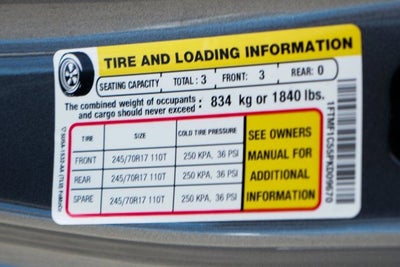 TIRE AND LOADING INFORMATION
SEATING CAPACITY TOTAL : 3 FRONT: 3 REAR: 0
The combined weight of occupants
and cargo should never exceed : 834 kg or 1840 lbs.
TIRE SIZE COLD TIRE PRESSURE
FRONT 245/70R17 110T 250 KPA, 36 PSI
REAR 245/70R17 110T 250 KPA, 36 PSI
SPARE 245/70R17 110T 250 KPA, 36 PSI
SEE OWNERS
MANUAL FOR
ADDITIONAL
INFORMATION
1FTMF1CS5PKD09670